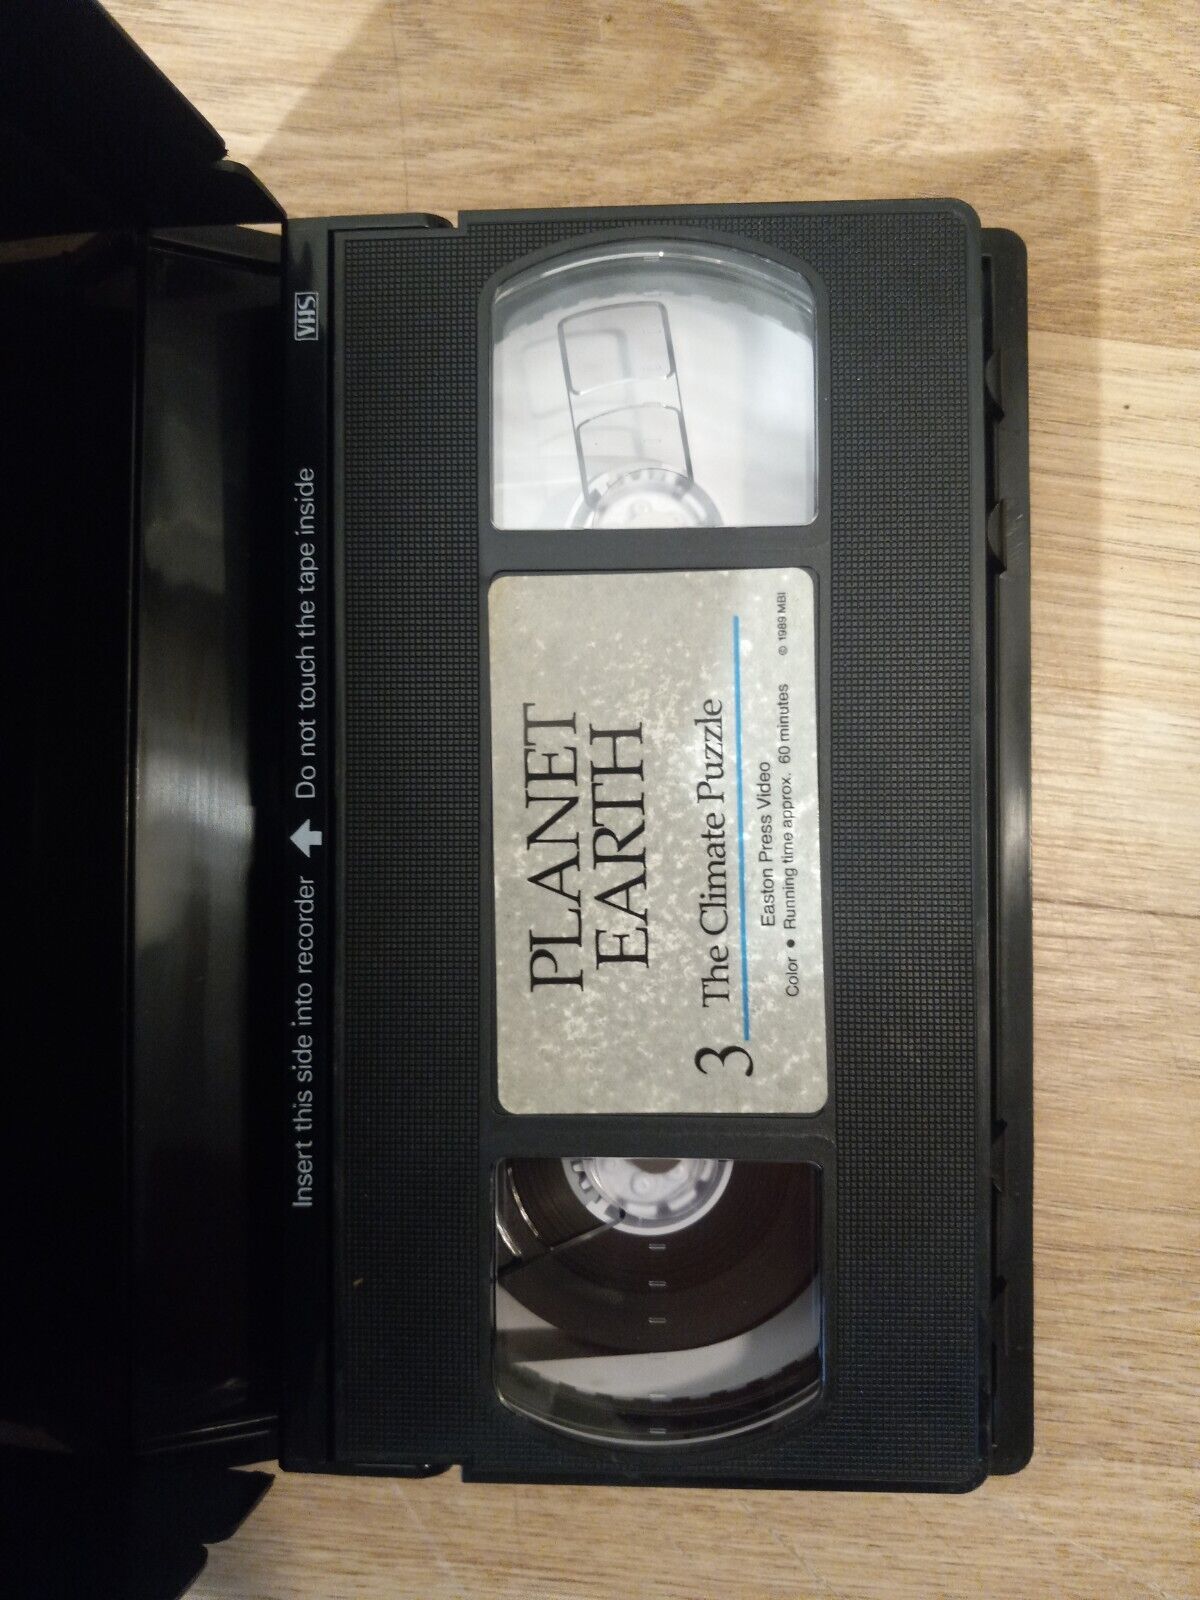 Insert this side into recorder ⬆ Do not touch the tape inside VHS
PLANET
EARTH
3 The Climate Puzzle
Easton Press Video
Color • Running time approx. 60 minutes © 1989 MBI